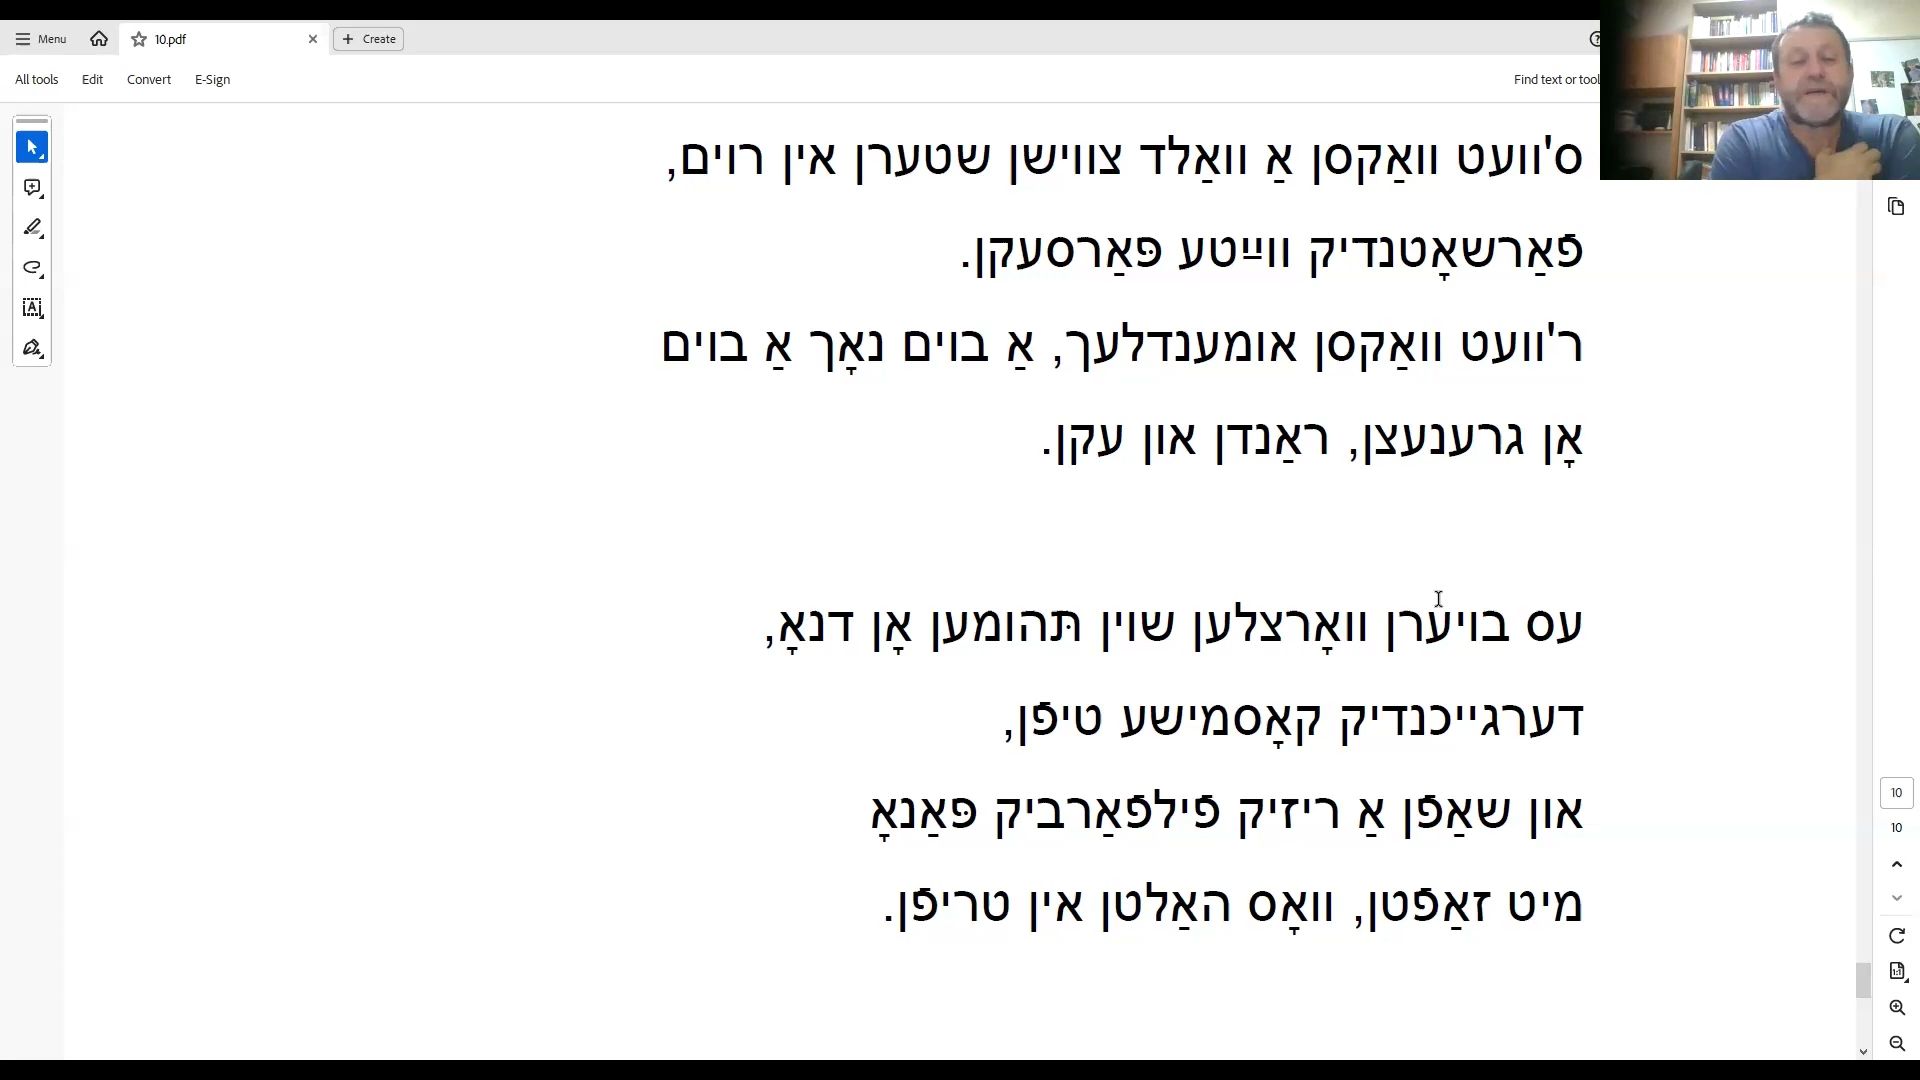 Menu
10.pdf
Create
All tools
Edit
Convert
E-Sign
Find text or tool
ס'וועט וואַקסן אַ וואַלד צווישן שטערן אין רוים,
פֿאַרשאָטנדיק ווײַטע פּאַרסעקן.
ר'וועט וואַקסן אומענדלעך, אַ בוים נאָך אַ בוים
אָן גרענעצן, ראַנדן און עקן.
עס בויערן וואָרצלען שוין תּהומען אָן דנאָ,
דערגייכנדיק קאָסמישע טיפֿן,
און שאַפֿן אַ ריזיק פֿילפֿאַרביק פּאַנאָ
מיט זאַפֿטן, וואָס האַלטן אין טריפֿן.
10
10